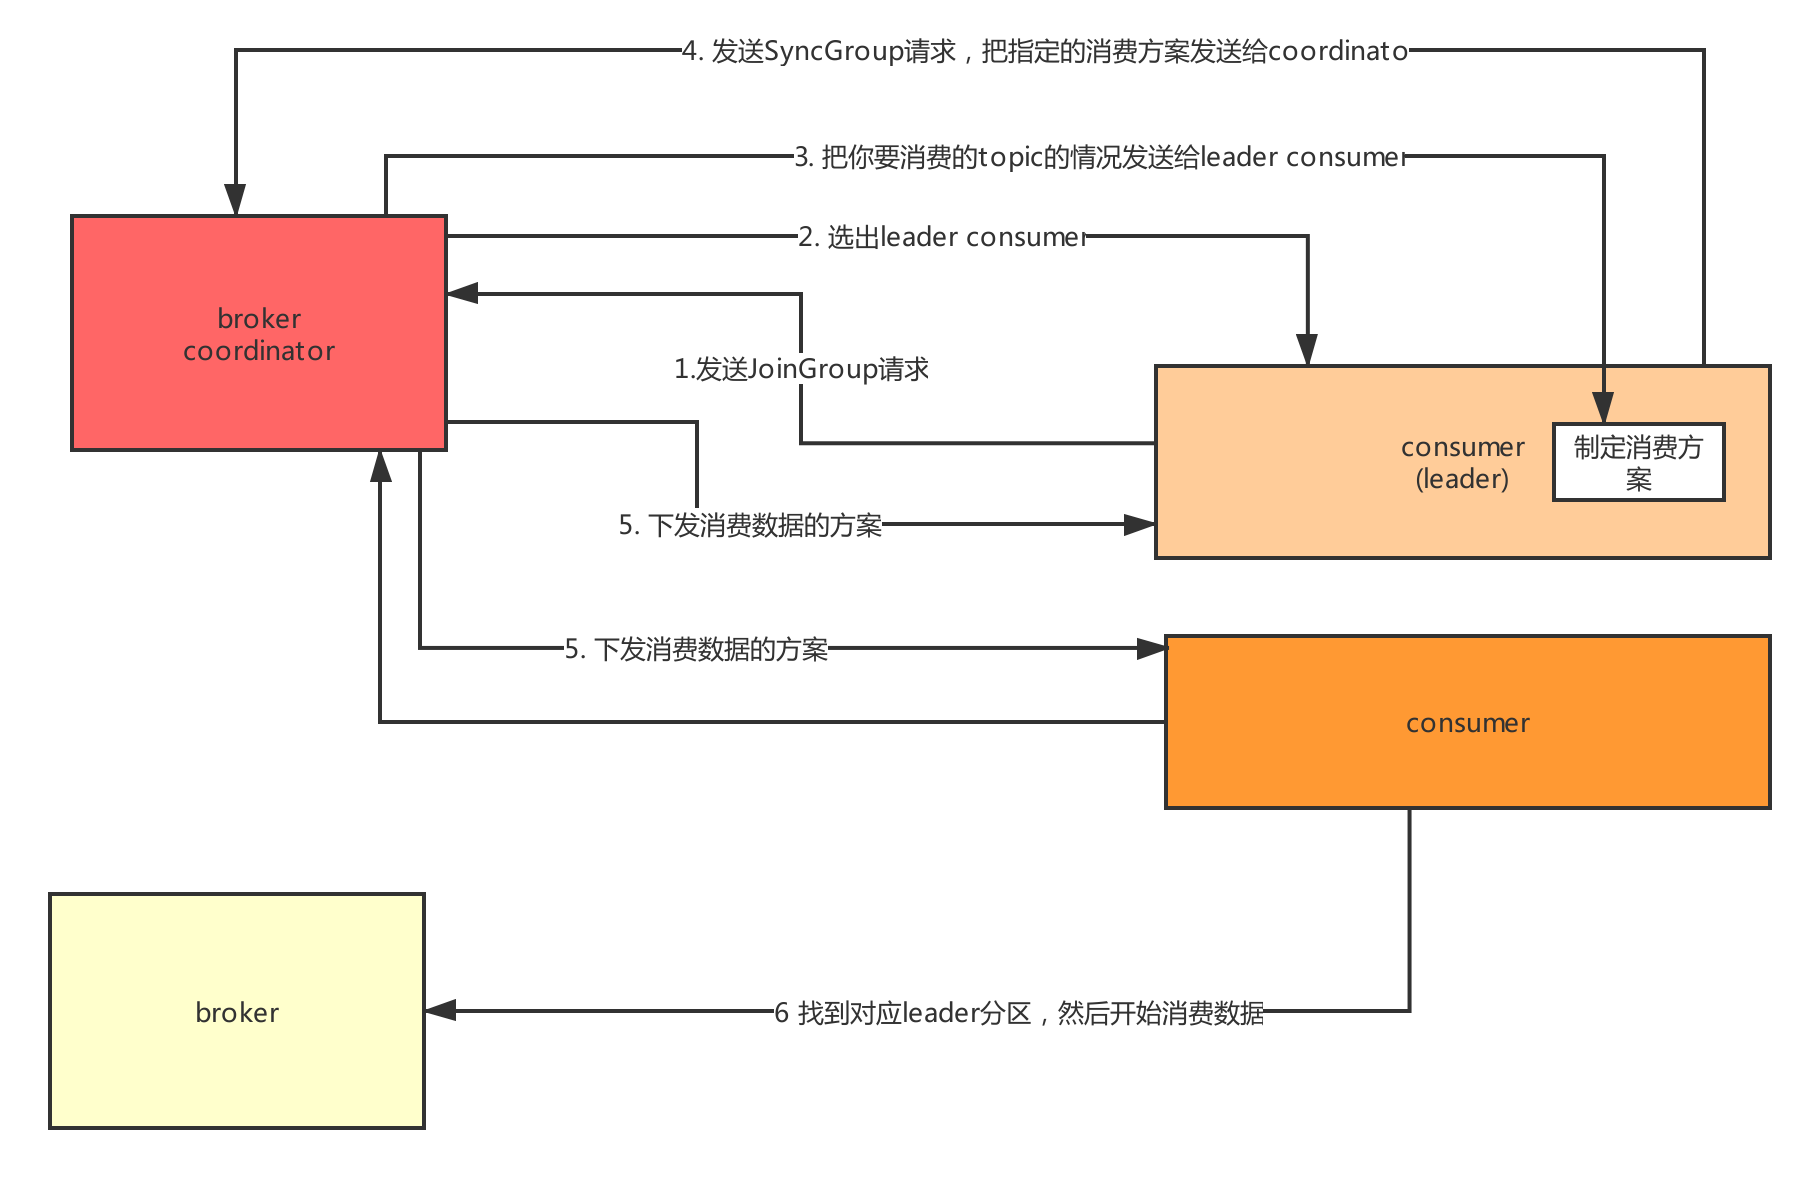 4. 发送SyncGroup请求，把指定的消费方案发送给coordinato
3. 把你要消费的topic的情况发送给leader consumer
2. 选出leader consumer
broker
coordinator
1.发送JoinGroup请求
consumer
(leader)
制定消费方
案
5. 下发消费数据的方案
5. 下发消费数据的方案
consumer
broker
6 找到对应leader分区，然后开始消费数据